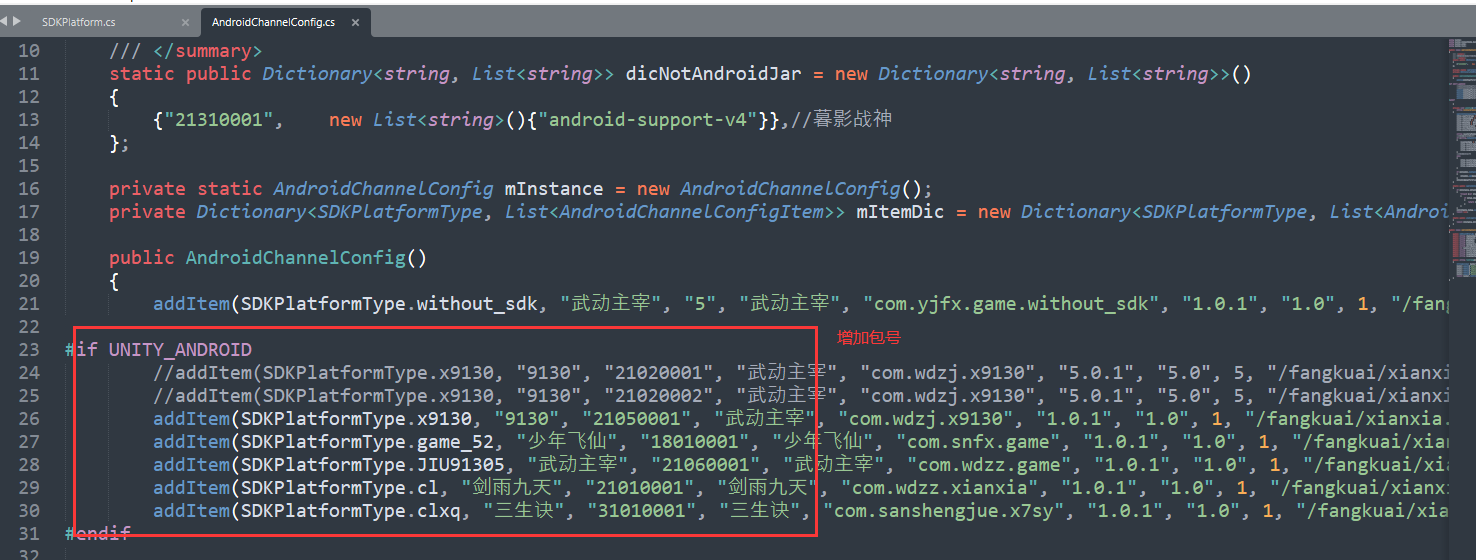 SDKPlatform.cs × AndroidChannelConfig.cs ×
10 /// </summary>
11 static public Dictionary<string, List<string>> dicNotAndroidJar = new Dictionary<string, List<string>>()
12 {
13 {"21310001", new List<string>(){"android-support-v4"}},//暮影战神
14 };
15
16 private static AndroidChannelConfig mInstance = new AndroidChannelConfig();
17 private Dictionary<SDKPlatformType, List<AndroidChannelConfigItem>> mItemDic = new Dictionary<SDKPlatformType, List<Androi
18
19 public AndroidChannelConfig()
20 {
21 addItem(SDKPlatformType.without_sdk, "武动主宰", "5", "武动主宰", "com.yjfx.game.without_sdk", "1.0.1", "1.0", 1, "/fang
22
增加包号
23 #if UNITY_ANDROID
24 //addItem(SDKPlatformType.x9130, "9130", "21020001", "武动主宰", "com.wdzj.x9130", "5.0.1", "5.0", 5, "/fangkuai/xianxi
25 //addItem(SDKPlatformType.x9130, "9130", "21020002", "武动主宰", "com.wdzj.x9130", "5.0.1", "5.0", 5, "/fangkuai/xianxi
26 addItem(SDKPlatformType.x9130, "9130", "21050001", "武动主宰", "com.wdzj.x9130", "1.0.1", "1.0", 1, "/fangkuai/xianxia.
27 addItem(SDKPlatformType.game_52, "少年飞仙", "18010001", "少年飞仙", "com.snfx.game", "1.0.1", "1.0", 1, "/fangkuai/xian
28 addItem(SDKPlatformType.JIU91305, "武动主宰", "21060001", "武动主宰", "com.wdzz.game", "1.0.1", "1.0", 1, "/fangkuai/xia
29 addItem(SDKPlatformType.cl, "剑雨九天", "21010001", "剑雨九天", "com.wdzz.xianxia", "1.0.1", "1.0", 1, "/fangkuai/xianx
30 addItem(SDKPlatformType.clxq, "三生诀", "31010001", "三生诀", "com.sanshengjue.x7sy", "1.0.1", "1.0", 1, "/fangkuai/xia
31 #endif
32